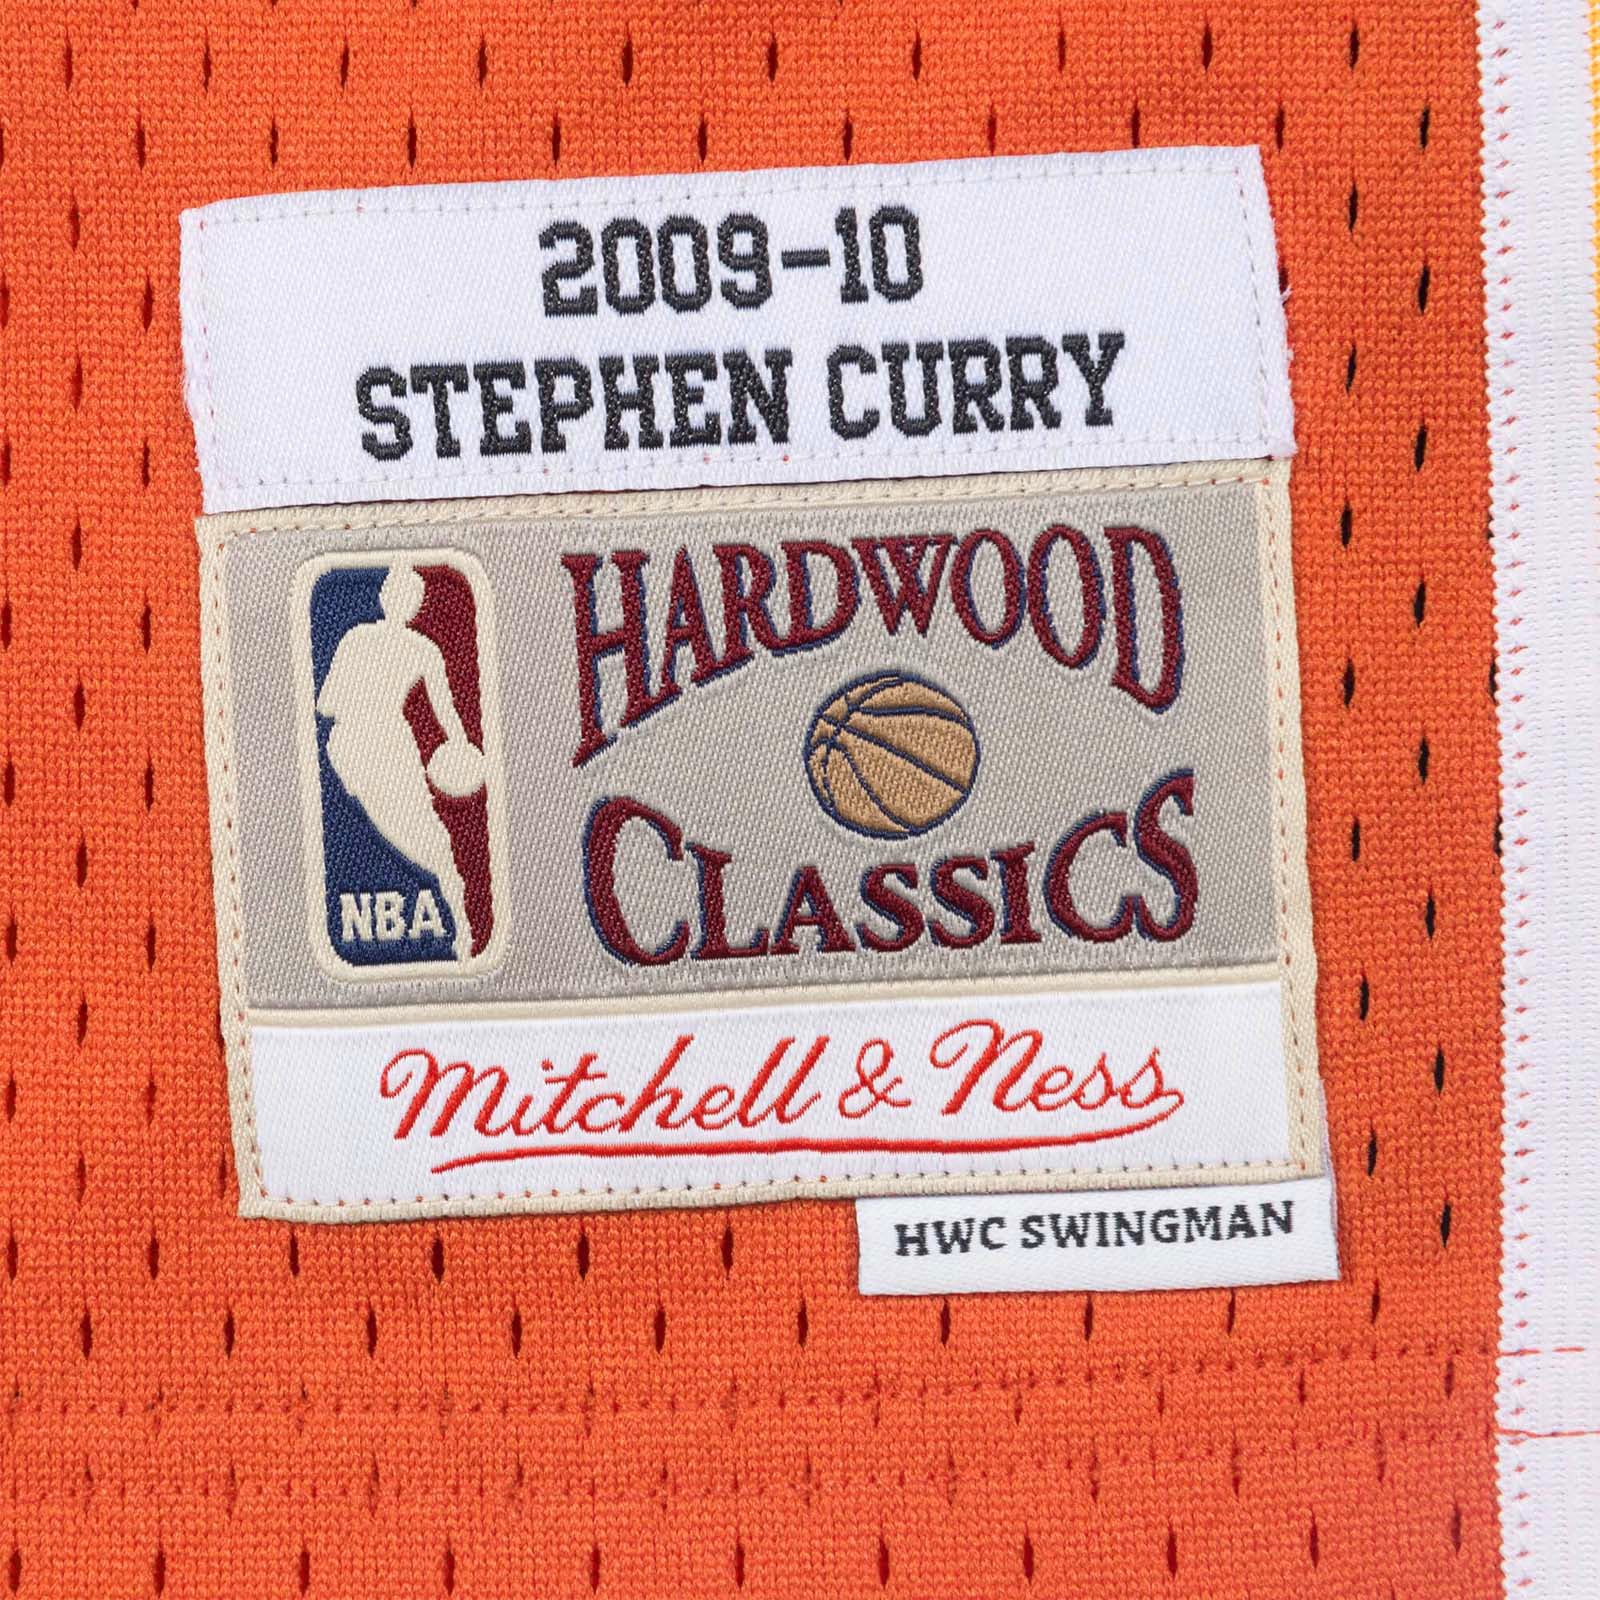 2009-10
STEPHEN CURRY
HARDWOOD
CLASSICS
NBA
Mitchell & Ness
HWC SWINGMAN